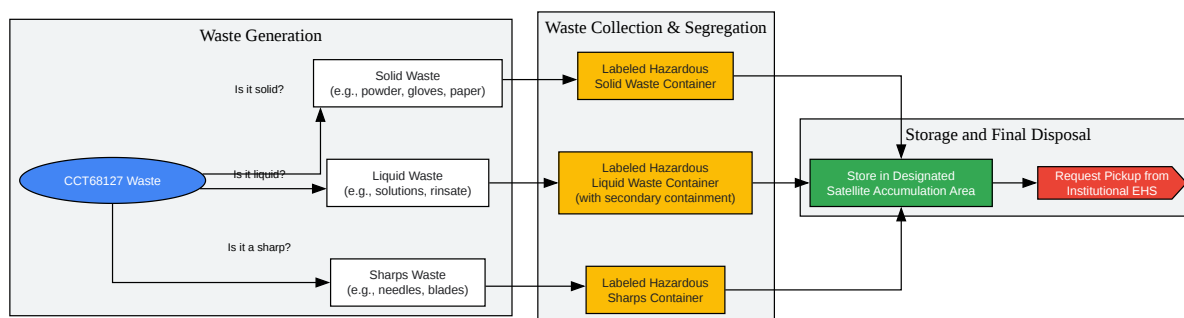 Waste Generation
Waste Collection & Segregation
Storage and Final Disposal
CCT68127 Waste
Is it solid?
Is it liquid?
Is it a sharp?
Solid Waste
(e.g., powder, gloves, paper)
Liquid Waste
(e.g., solutions, rinsate)
Sharps Waste
(e.g., needles, blades)
Labeled Hazardous
Solid Waste Container
Labeled Hazardous
Liquid Waste Container
(with secondary containment)
Labeled Hazardous
Sharps Container
Store in Designated
Satellite Accumulation Area
Request Pickup from
Institutional EHS